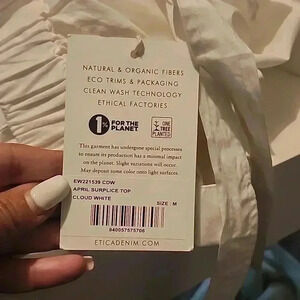 NATURAL & ORGANIC FIBERS
ECO TRIMS & PACKAGING
CLEAN WASH TECHNOLOGY
ETHICAL FACTORIES
1% FOR THE PLANET
ONE TREE PLANTED
This garment has undergone special processes
to ensure its production has a minimal impact
on the planet. Slight variations will occur.
May deposit some color onto light surfaces.
EW221539 CDW
APRIL SURPLICE TOP
CLOUD WHITE
SIZE: M
840057575706
ETICADENIM.COM